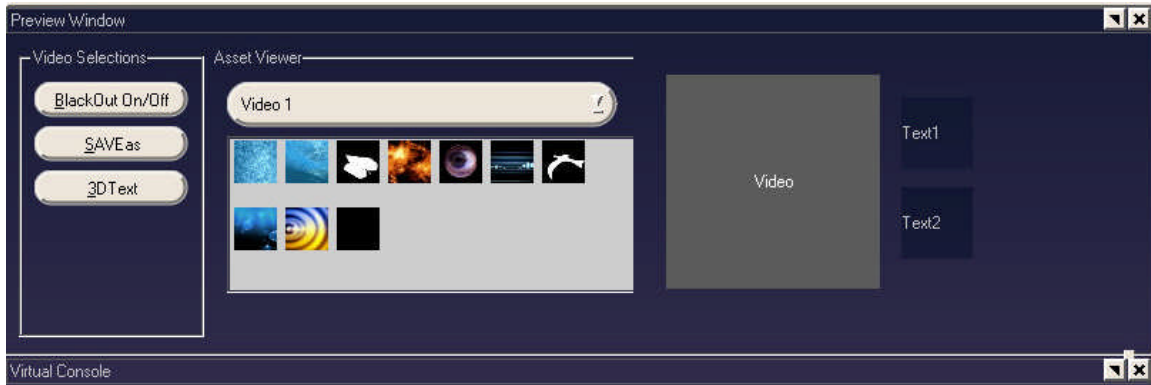 Preview Window
Video Selections
BlackOut On/Off
SAVEas
3DText
Asset Viewer
Video 1
Video
Text1
Text2
Virtual Console